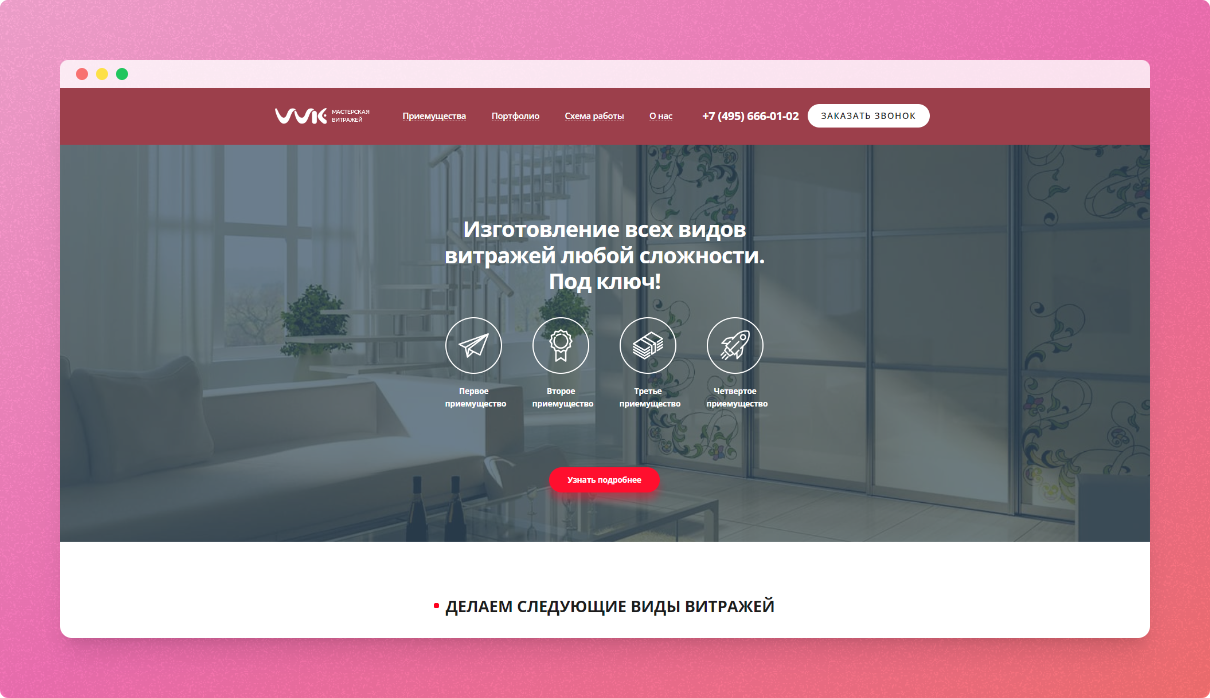 МАСТЕРСКАЯ
ВИТРАЖЕЙ
Приемущества
Портфолио
Схема работы
О нас
+7 (495) 666-01-02
ЗАКАЗАТЬ ЗВОНОК
Изготовление всех видов
витражей любой сложности.
Под ключ!
Первое
приемущество
Второе
приемущество
Третье
приемущество
Четвертое
приемущество
Узнать подробнее
ДЕЛАЕМ СЛЕДУЮЩИЕ ВИДЫ ВИТРАЖЕЙ